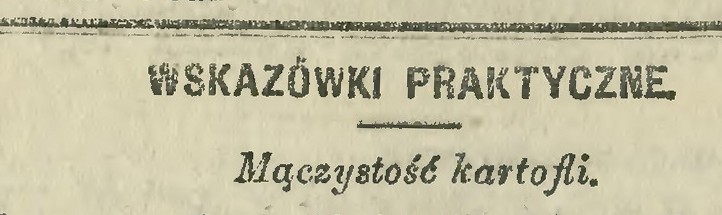 WSKAZÓWKI PRAKTYCZNE.
Mączystość kartofli.